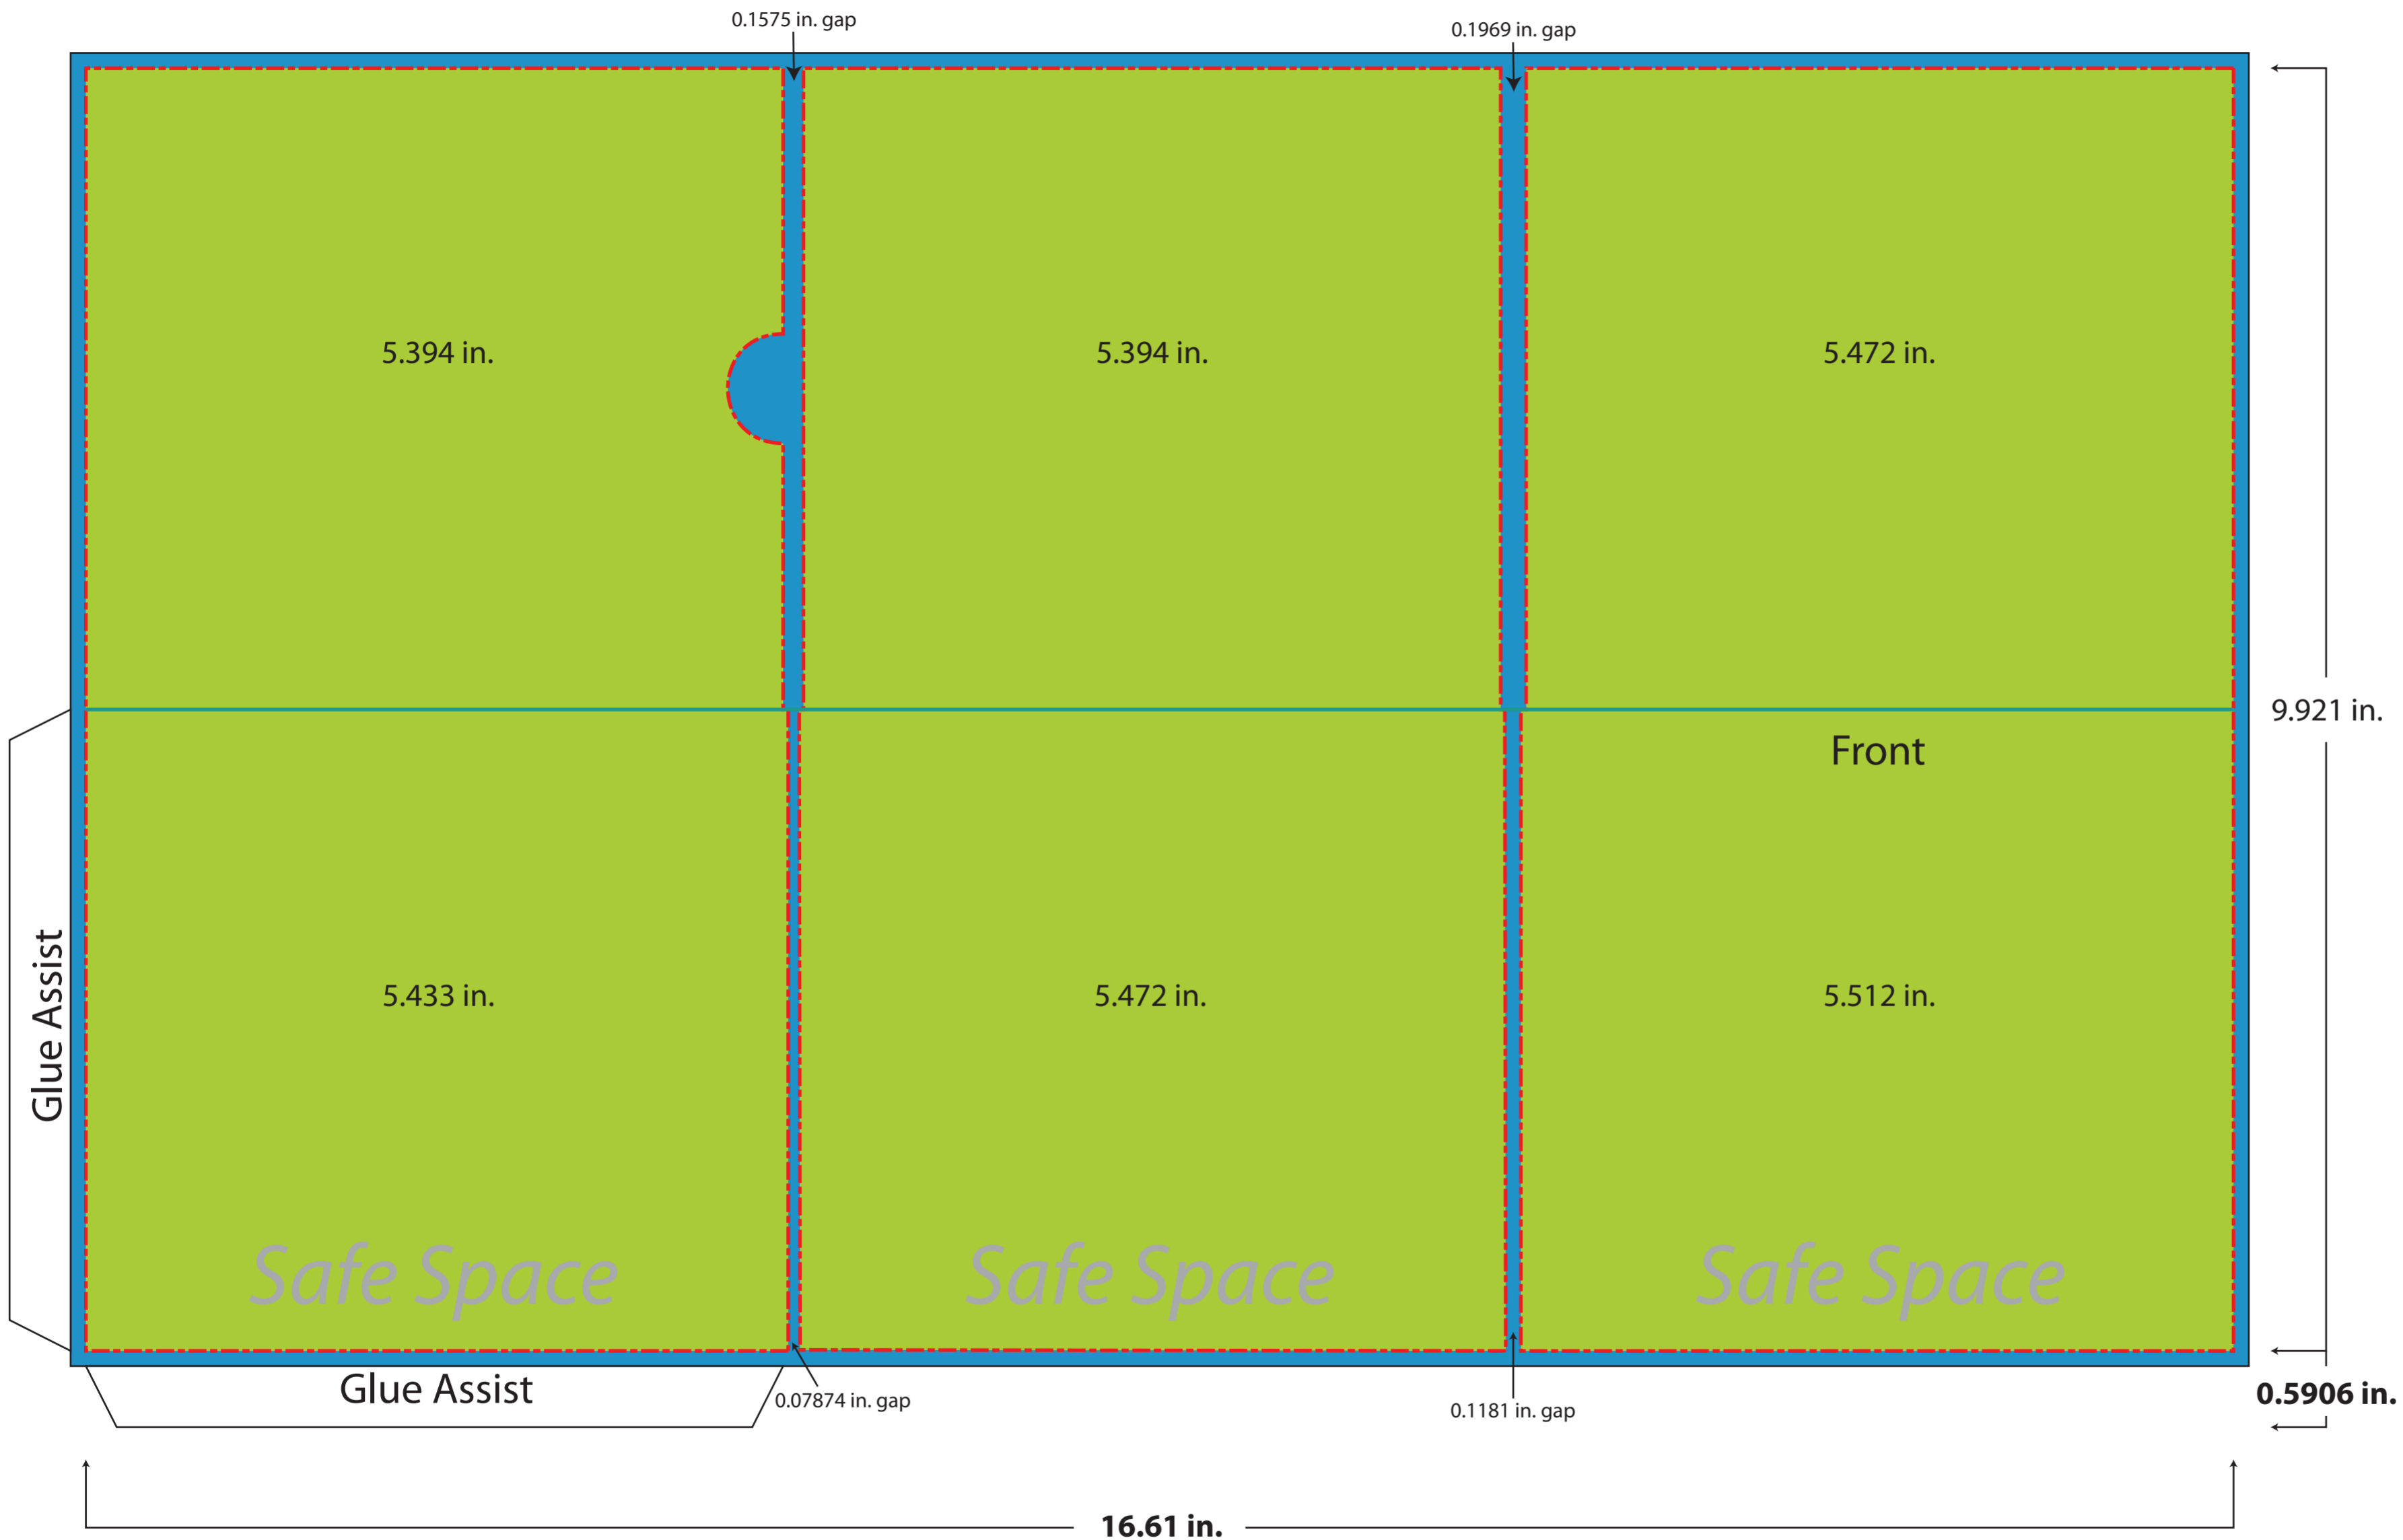 0.1575 in. gap
0.1969 in. gap
5.394 in.
5.394 in.
5.472 in.
9.921 in.
Front
Glue Assist
5.433 in.
5.472 in.
5.512 in.
Safe Space
Safe Space
Safe Space
Glue Assist
0.07874 in. gap
0.1181 in. gap
0.5906 in.
16.61 in.